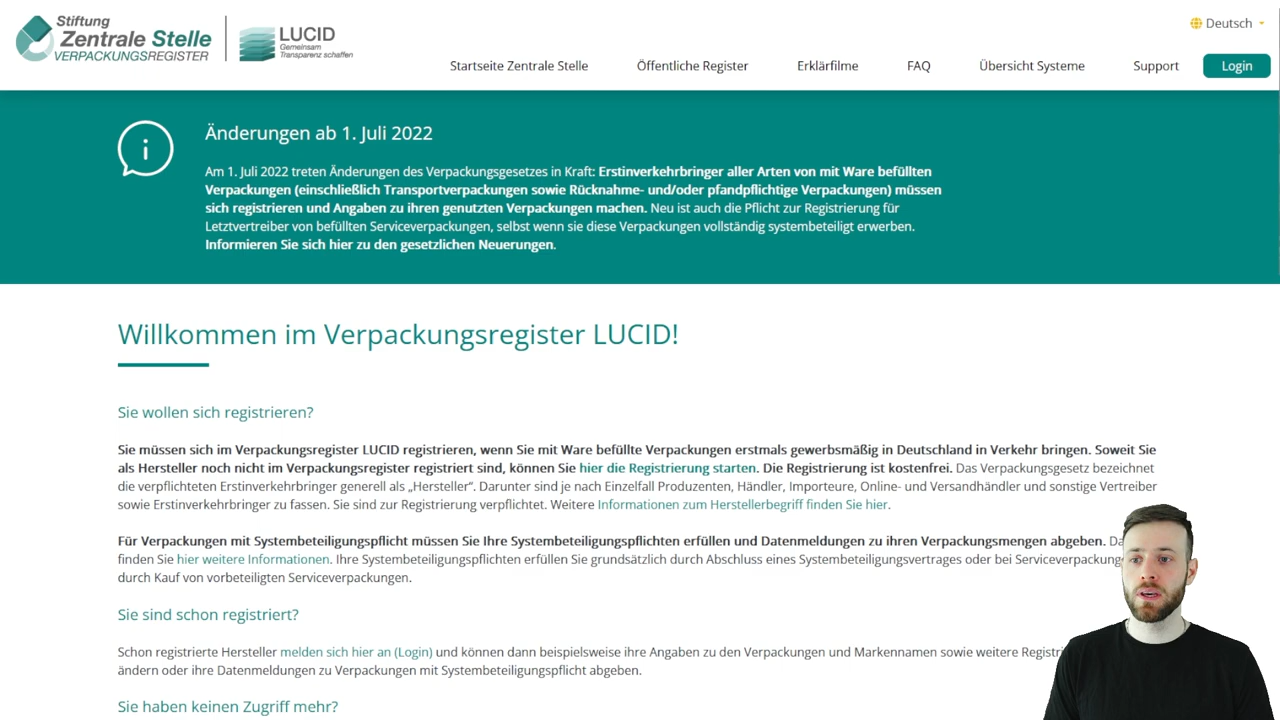 Stiftung
Zentrale Stelle
VERPACKUNGSREGISTER
LUCID
Gemeinsam
Transparenz schaffen
Deutsch
Startseite Zentrale Stelle Öffentliche Register Erklärfilme FAQ Übersicht Systeme Support Login
Änderungen ab 1. Juli 2022
Am 1. Juli 2022 treten Änderungen des Verpackungsgesetzes in Kraft: Erstinverkehrbringer aller Arten von mit Ware befüllten
Verpackungen (einschließlich Transportverpackungen sowie Rücknahme- und/oder pfandpflichtige Verpackungen) müssen
sich registrieren und Angaben zu ihren genutzten Verpackungen machen. Neu ist auch die Pflicht zur Registrierung für
Letztvertreiber von befüllten Serviceverpackungen, selbst wenn sie diese Verpackungen vollständig systembeteiligt erwerben.
Informieren Sie sich hier zu den gesetzlichen Neuerungen.
Willkommen im Verpackungsregister LUCID!
Sie wollen sich registrieren?
Sie müssen sich im Verpackungsregister LUCID registrieren, wenn Sie mit Ware befüllte Verpackungen erstmals gewerbsmäßig in Deutschland in Verkehr bringen. Soweit Sie
als Hersteller noch nicht im Verpackungsregister registriert sind, können Sie hier die Registrierung starten. Die Registrierung ist kostenfrei. Das Verpackungsgesetz bezeichnet
die verpflichteten Erstinverkehrbringer generell als „Hersteller“. Darunter sind je nach Einzelfall Produzenten, Händler, Importeure, Online- und Versandhändler und sonstige Vertreiber
sowie Erstinverkehrbringer zu fassen. Sie sind zur Registrierung verpflichtet. Weitere Informationen zum Herstellerbegriff finden Sie hier.
Für Verpackungen mit Systembeteiligungspflicht müssen Sie Ihre Systembeteiligungspflichten erfüllen und Datenmeldungen zu ihren Verpackungsmengen abgeben.
finden Sie hier weitere Informationen. Ihre Systembeteiligungspflichten erfüllen Sie grundsätzlich durch Abschluss eines Systembeteiligungsvertrages oder bei Serviceverpackung
durch Kauf von vorbeteiligten Serviceverpackungen.
Sie sind schon registriert?
Schon registrierte Hersteller melden sich hier an (Login) und können dann beispielsweise ihre Angaben zu den Verpackungen und Markennamen sowie weitere Registri
ändern oder ihre Datenmeldungen zu Verpackungen mit Systembeteiligungspflicht abgeben.
Sie haben keinen Zugriff mehr?